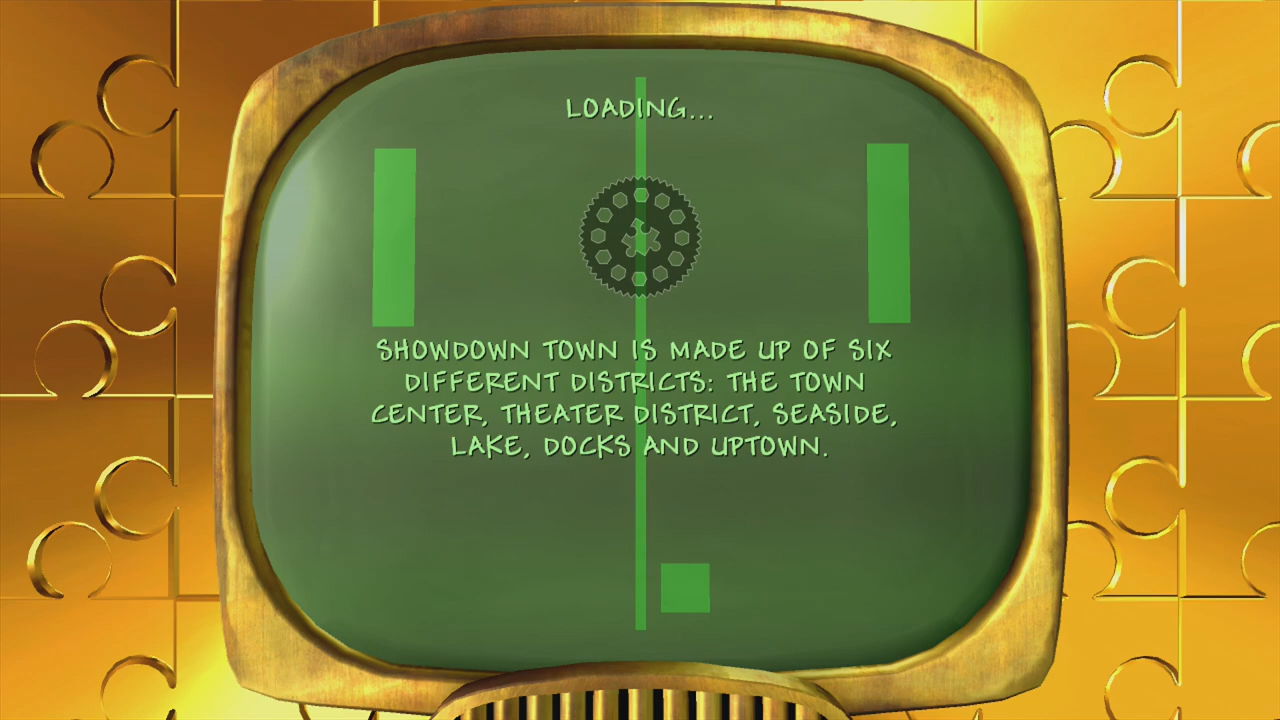 LOADING...
SHOWDOWN TOWN IS MADE UP OF SIX
DIFFERENT DISTRICTS: THE TOWN
CENTER, THEATER DISTRICT, SEASIDE,
LAKE, DOCKS AND UPTOWN.